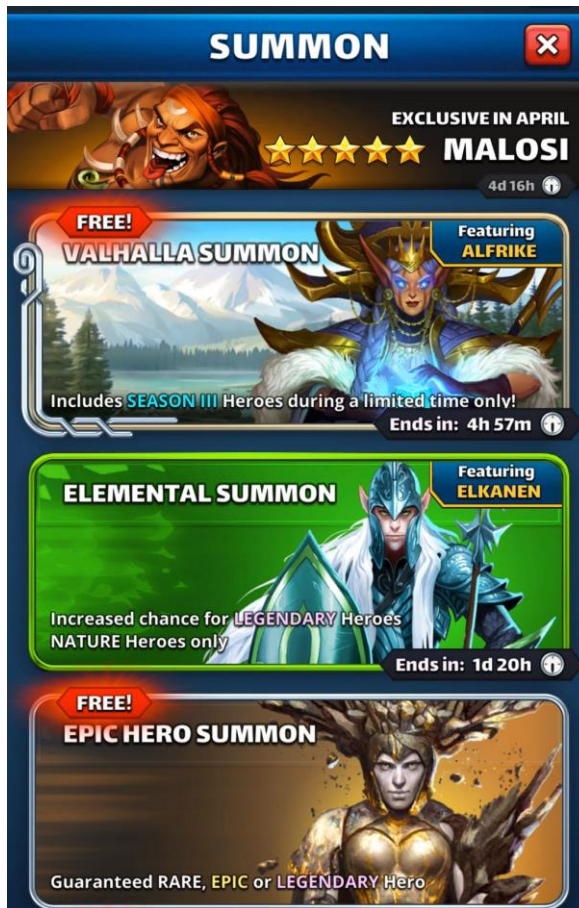 SUMMON
EXCLUSIVE IN APRIL
MALOSI
4d 16h
FREE!
VALHALLA SUMMON
Featuring
ALFRIKE
Includes SEASON III Heroes during a limited time only!
Ends in: 4h 57m
ELEMENTAL SUMMON
Featuring
ELKANEN
Increased chance for LEGENDARY Heroes
NATURE Heroes only
Ends in: 1d 20h
FREE!
EPIC HERO SUMMON
Guaranteed RARE, EPIC or LEGENDARY Hero